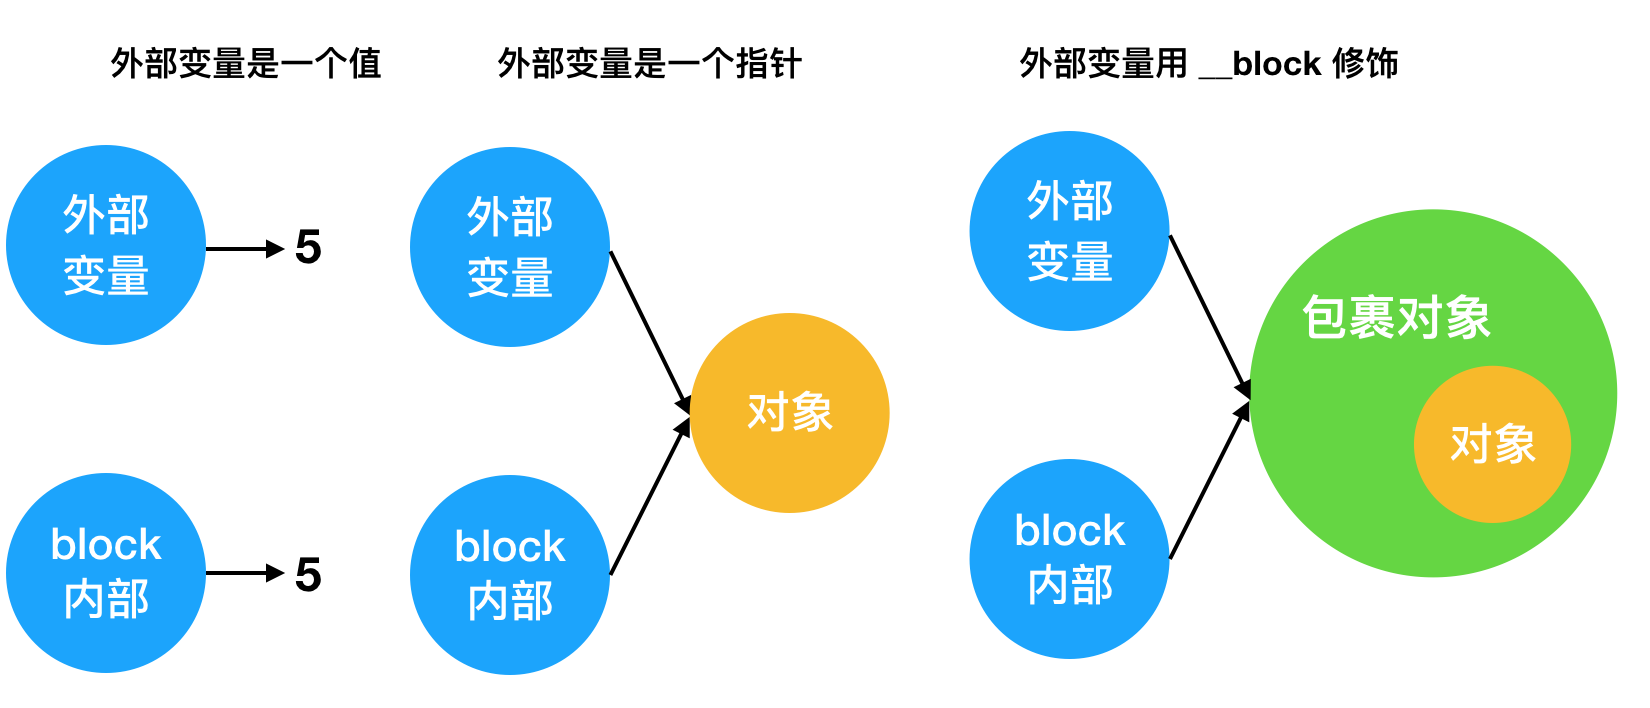 外部变量是一个值
外部变量是一个指针
外部变量用 __block 修饰
外部
变量
5
block
内部
5
外部
变量
block
内部
对象
外部
变量
block
内部
包裹对象
对象